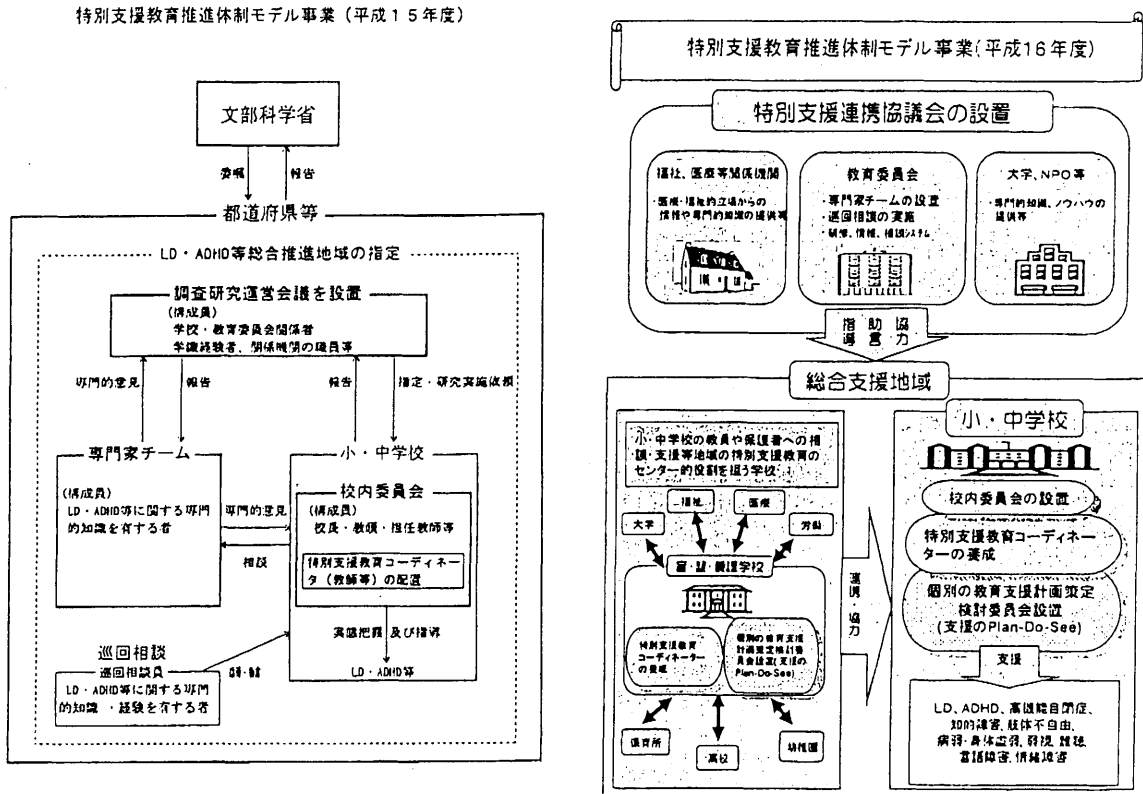 特別支援教育推進体制モデル事業（平成１５年度）
文部科学省
委嘱
報告
都道府県等
LD・ADHD等総合推進地域の指定
調査研究運営会議を設置
(構成員)
学校・教育委員会関係者
学識経験者、関係機関の職員等
専門的意見
報告
報告
指定・研究実施依頼
専門家チーム
(構成員)
LD・ADHD等に関する専門
的知識を有する者
専門的意見
相談
小・中学校
校内委員会
(構成員)
校長・教頭・担任教師等
特別支援教育コーディネー
タ（教師等）の配置
実態把握
及び指導
LD・ADHD等
巡回相談
巡回相談員
LD・ADHD等に関する専門
的知識・経験を有する者
特別支援教育推進体制モデル事業(平成16年度)
特別支援連携協議会の設置
福祉、医療等関係機関
・医療・福祉的立場からの
情報や専門的知識の提供等
教育委員会
・専門家チームの設置
・巡回相談の実施
・研修、情報、相談システム
大学、NPO等
・専門的知識、ノウハウの
提供等
指導
助言
協力
総合支援地域
小・中学校の教員や保護者への相
談・支援等地域の特別支援教育の
センター的役割を担う学校
福祉
医療
大学
労働
盲・聾・養護学校
特別支援教育
コーディネーター
の養成
個別の教育支援
計画策定検討委
員会設置(支援の
Plan-Do-See)
保育所
高校
幼稚園
連携・協力
小・中学校
校内委員会の設置
特別支援教育コーディネー
ターの養成
個別の教育支援計画策定
検討委員会設置
(支援のPlan-Do-See)
支援
LD、ADHD、高機能自閉症、
知的障害、肢体不自由、
病弱・身体虚弱、弱視、難聴、
言語障害、情緒障害